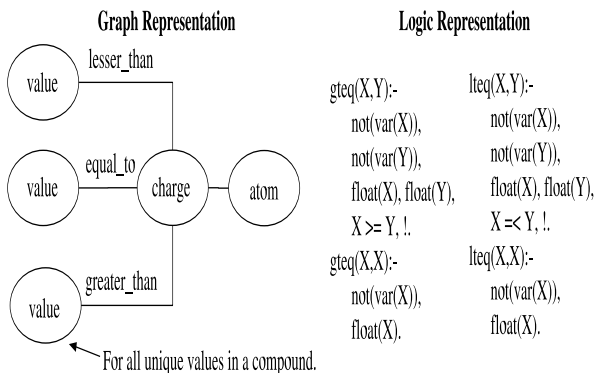 Graph Representation
lesser_than
value
equal_to
value
charge
atom
greater_than
value
For all unique values in a compound.
Logic Representation
gteq(X,Y):-
not(var(X)),
not(var(Y)),
float(X), float(Y),
X >= Y, !.
gteq(X,X):-
not(var(X)),
float(X).
lteq(X,Y):-
not(var(X)),
not(var(Y)),
float(X), float(Y),
X =< Y, !.
lteq(X,X):-
not(var(X)),
float(X).